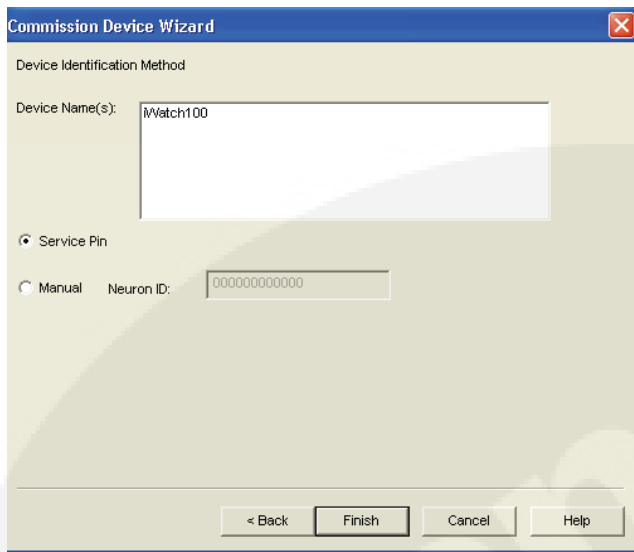 Commission Device Wizard
Device Identification Method
Device Name(s):
iWatch100
Service Pin
Manual Neuron ID: 000000000000
< Back Finish Cancel Help